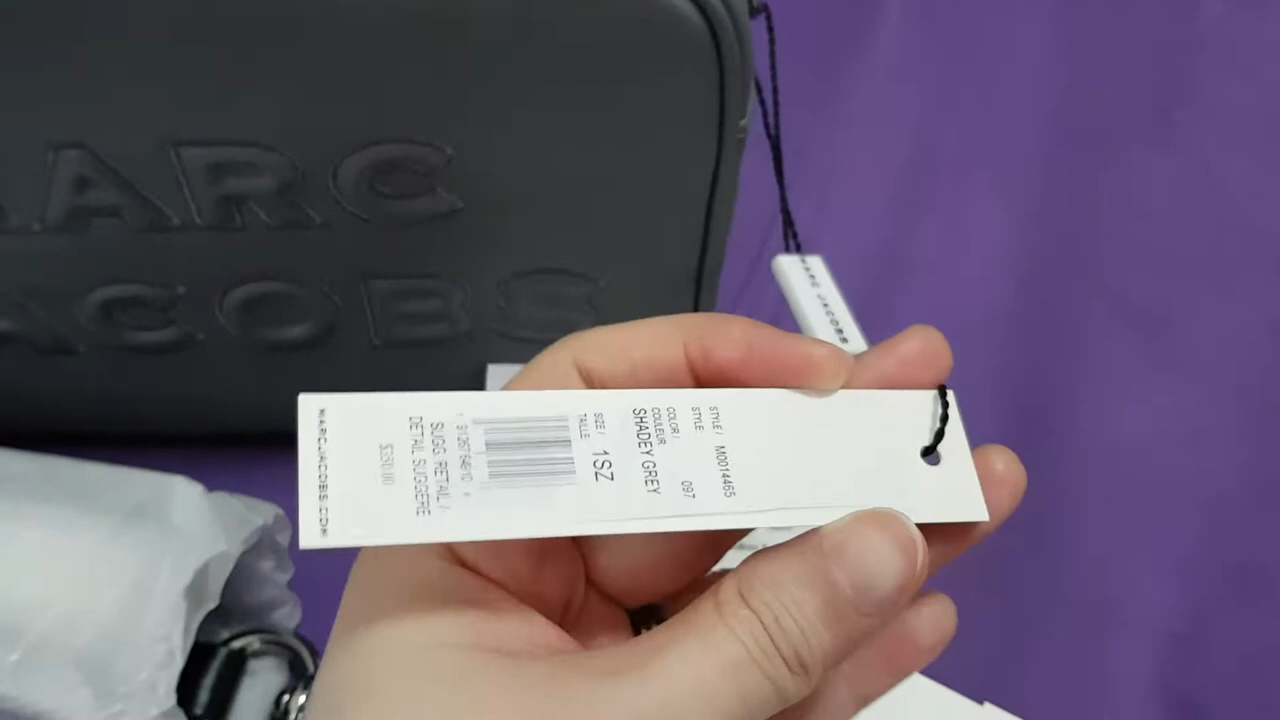 MARC
JACOBS
MARC JACOBS
STYLE / M0014465
STYLE:
COLOR / 097
COULEUR
SHADEY GREY
SIZE / 1SZ
TAILLE:
SUGG. RETAIL /
DETAIL SUGGERE
MARCJACOBS.COM